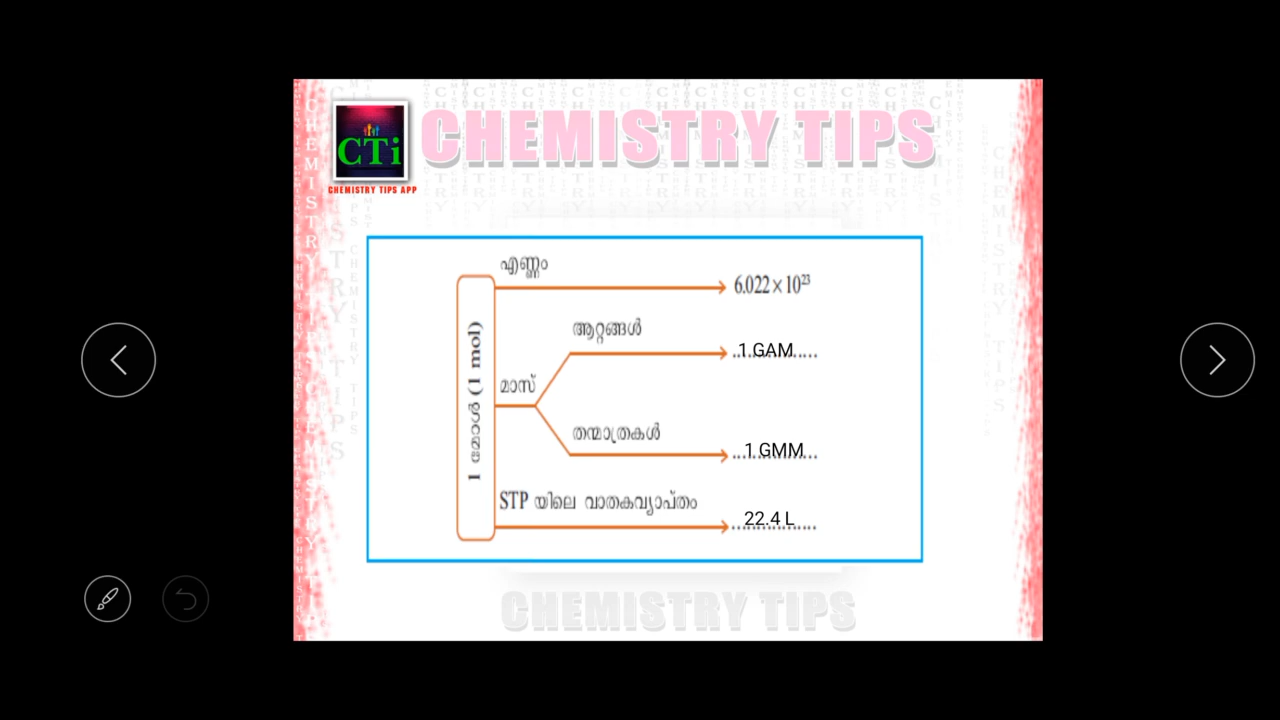 CTi
CHEMISTRY TIPS APP
CHEMISTRY TIPS
എണ്ണം
6.022 × 10²³
ആറ്റങ്ങൾ
1 GAM
1 മോൾ (1 mol)
മാസ്
തന്മാത്രകൾ
1 GMM
STP യിലെ വാതകവ്യാപ്തം
22.4 L
CHEMISTRY TIPS